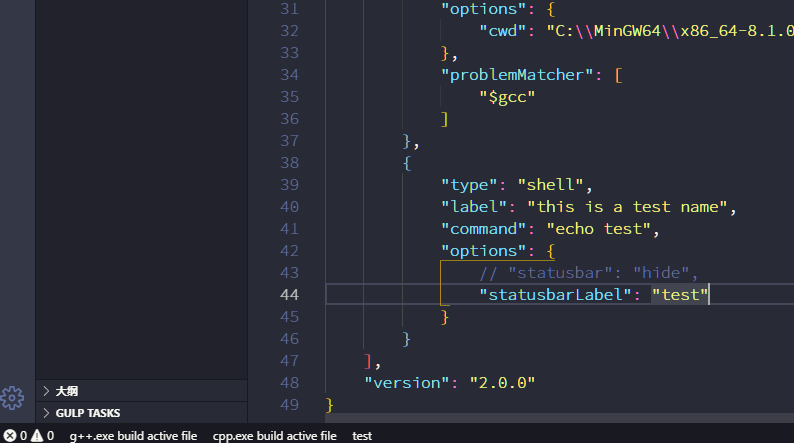 31 "options": {
32 "cwd": "C:\\MinGW64\\x86_64-8.1.0
33 },
34 "problemMatcher": [
35 "$gcc"
36 ]
37 },
38 {
39 "type": "shell",
40 "label": "this is a test name",
41 "command": "echo test",
42 "options": {
43 // "statusbar": "hide",
44 "statusbarLabel": "test"
45 }
46 }
47 ],
48 "version": "2.0.0"
49 }
大纲
GULP TASKS
0 0 g++.exe build active file cpp.exe build active file test